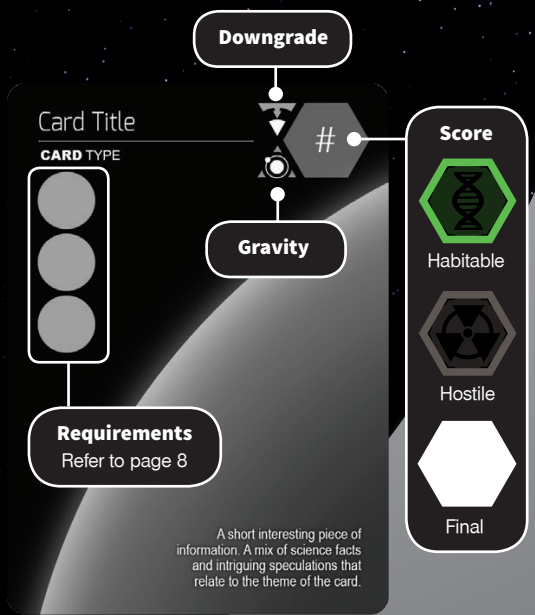 Downgrade
Card Title
#
CARD TYPE
Score
Habitable
Gravity
Hostile
Requirements
Refer to page 8
Final
A short interesting piece of
information. A mix of science facts
and intriguing speculations that
relate to the theme of the card.